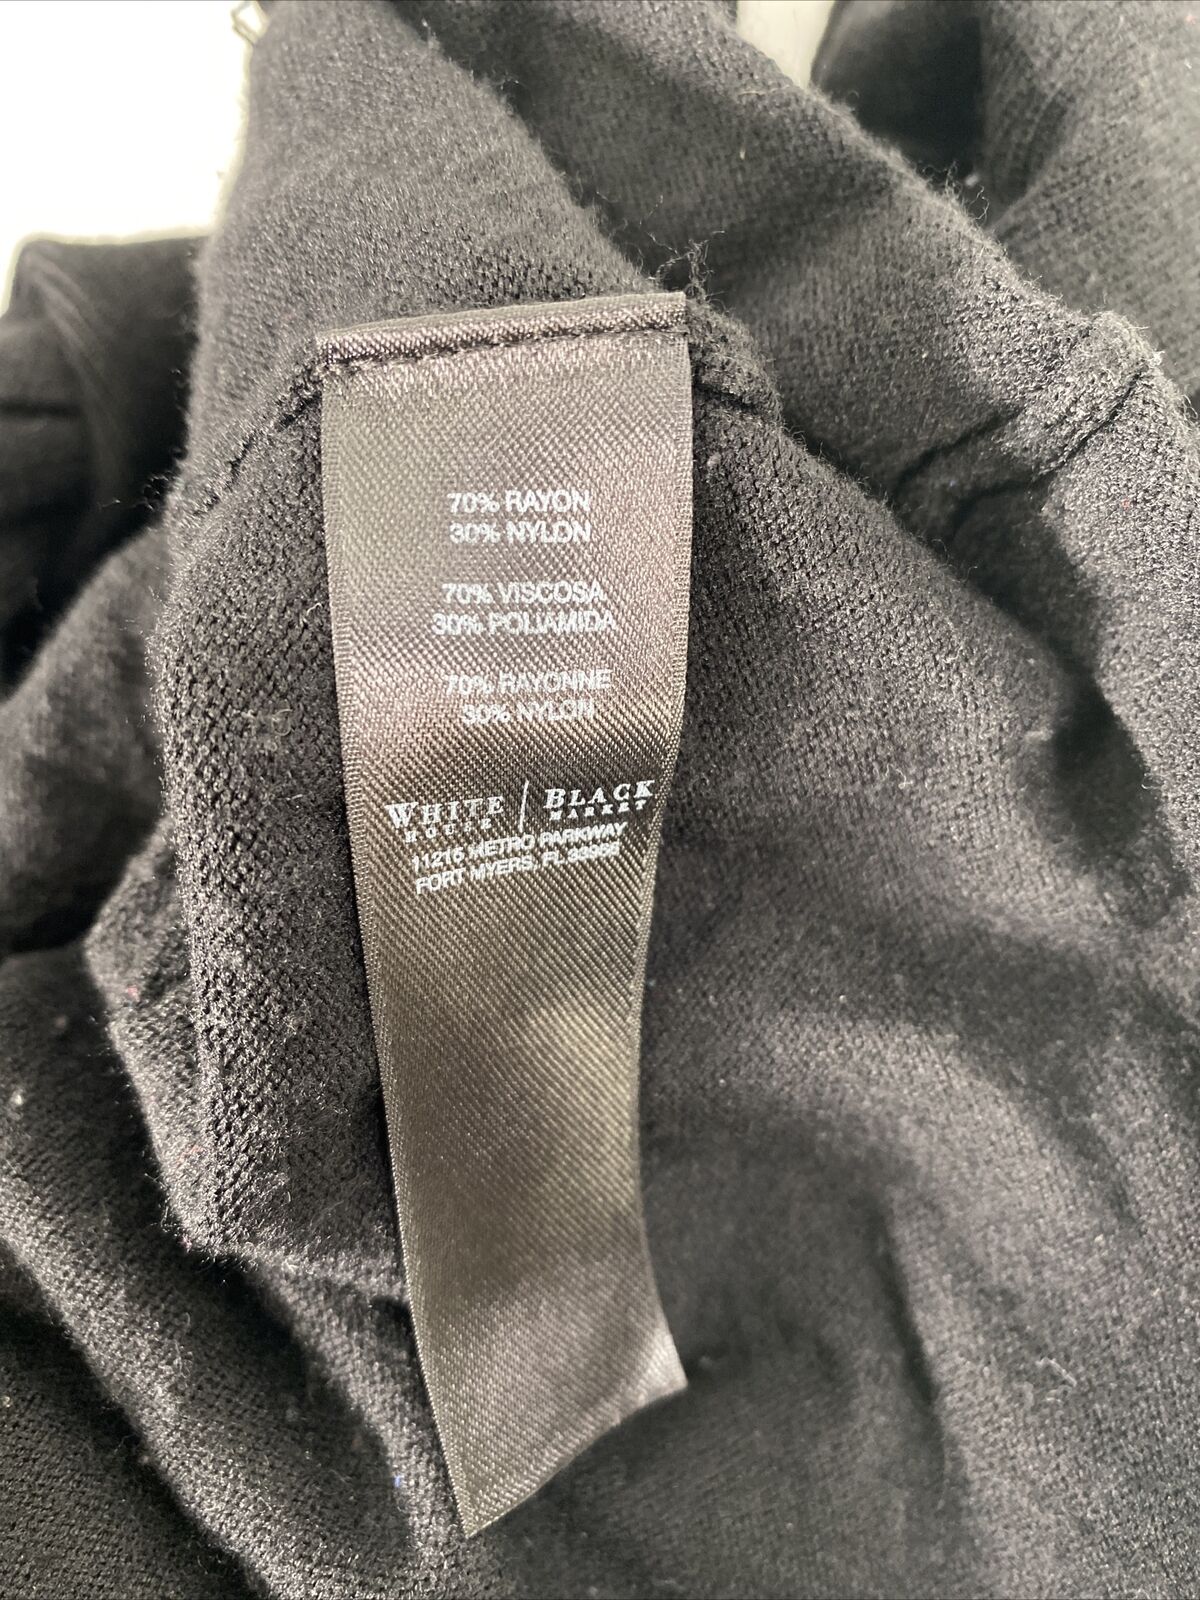 70% RAYON
30% NYLON
70% VISCOSA
30% POLIAMIDA
70% RAYONNE
30% NYLON
WHITE | BLACK
HOUSE MARKET
11215 METRO PARKWAY
FORT MYERS, FL 33966